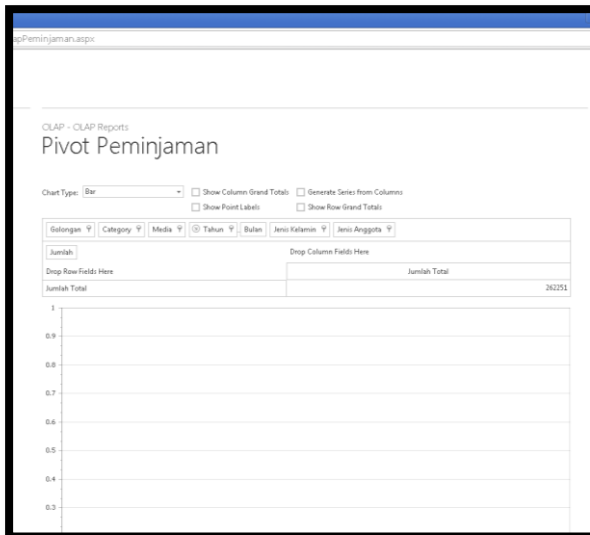 apPeminjaman.aspx
OLAP - OLAP Reports
Pivot Peminjaman
Chart Type: Bar Show Column Grand Totals Generate Series from Columns
Show Point Labels Show Row Grand Totals
Golongan Category Media Tahun Bulan Jenis Kelamin Jenis Anggota
Jumlah Drop Column Fields Here
Drop Row Fields Here Jumlah Total
Jumlah Total 262251
1
0.9
0.8
0.7
0.6
0.5
0.4
0.3